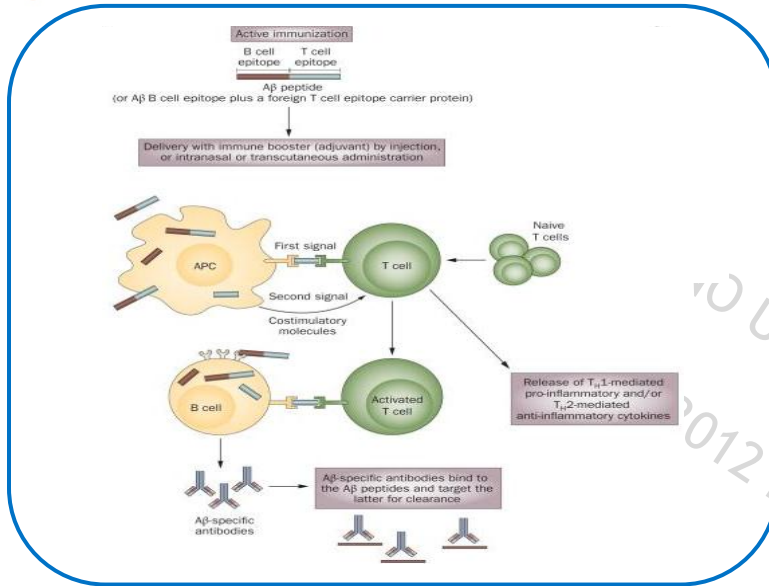 Active immunization
B cell T cell
epitope epitope
Aβ peptide
(or Aβ B cell epitope plus a foreign T cell epitope carrier protein)
Delivery with immune booster (adjuvant) by injection,
or intranasal or transcutaneous administration
Naive
T cells
First signal
APC
T cell
Second signal
Costimulatory
molecules
B cell
Activated
T cell
Release of TH1-mediated
pro-inflammatory and/or
TH2-mediated
anti-inflammatory cytokines
Aβ-specific antibodies bind to
the Aβ peptides and target the
latter for clearance
Aβ-specific
antibodies
2012